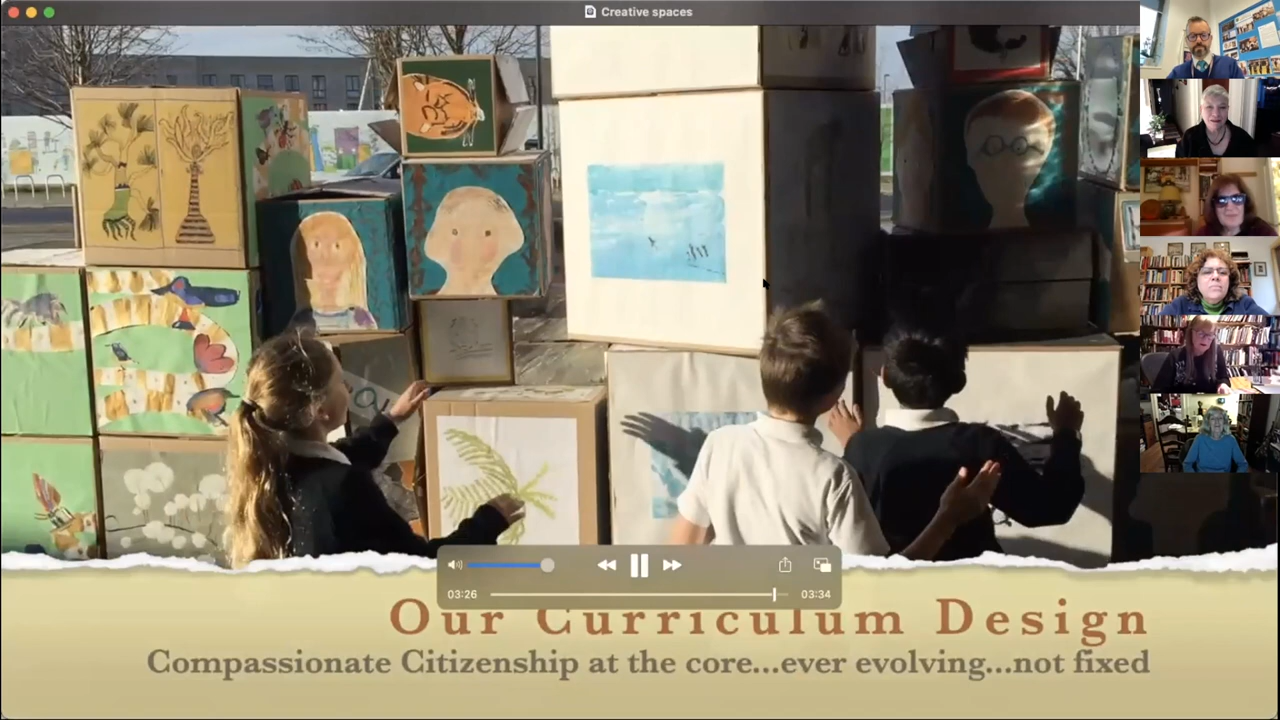 Creative spaces
03:26
03:34
Our Curriculum Design
Compassionate Citizenship at the core...ever evolving...not fixed